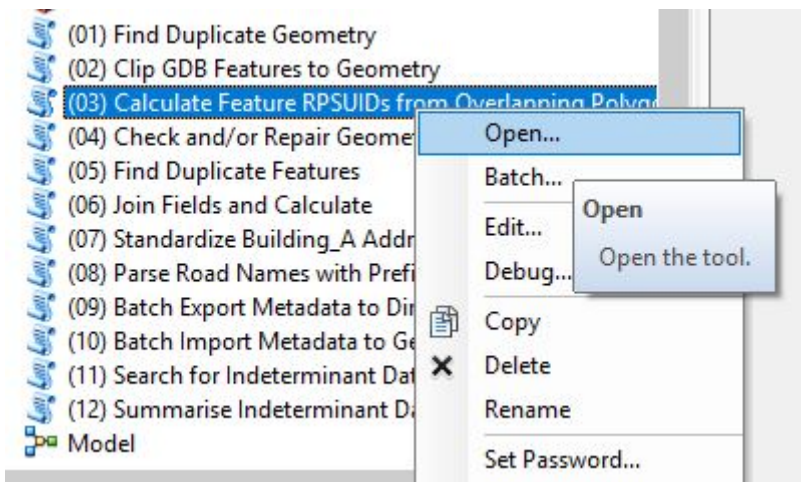 (01) Find Duplicate Geometry
(02) Clip GDB Features to Geometry
(03) Calculate Feature RPSUIDs from Overlapping Polygo
(04) Check and/or Repair Geome
(05) Find Duplicate Features
(06) Join Fields and Calculate
(07) Standardize Building_A Addr
(08) Parse Road Names with Prefi
(09) Batch Export Metadata to Dir
(10) Batch Import Metadata to Ge
(11) Search for Indeterminant Dat
(12) Summarise Indeterminant Da
Model
Open...
Batch...
Edit...
Debug...
Copy
Delete
Rename
Set Password...
Open
Open the tool.